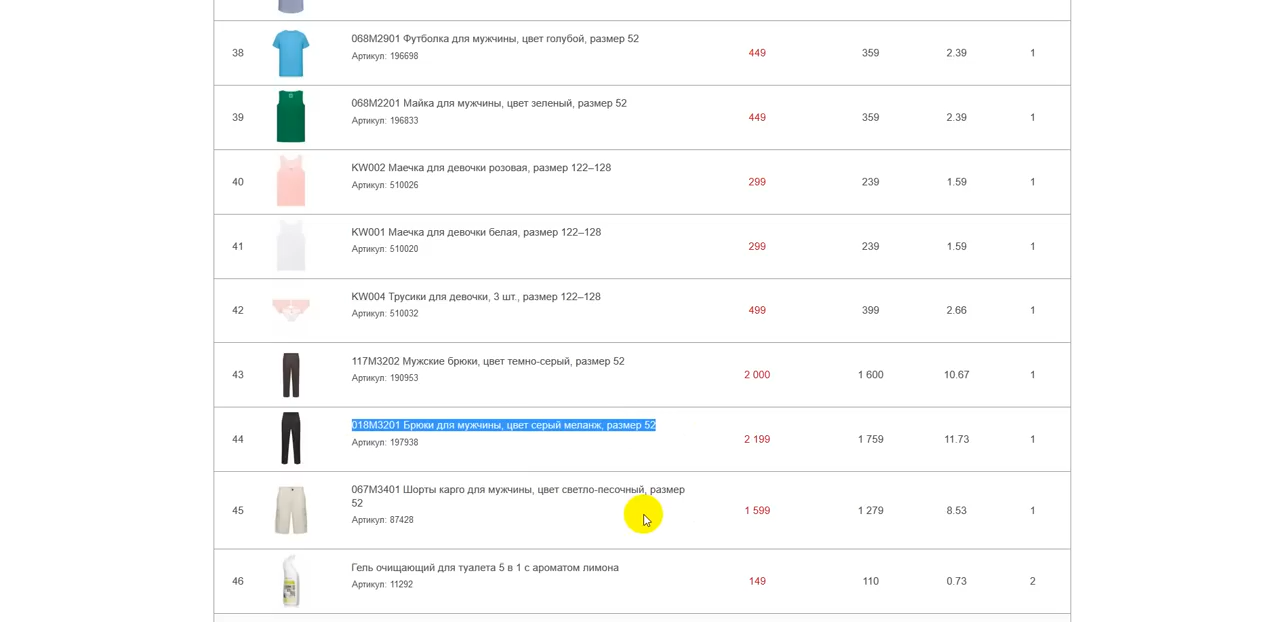 38 068M2901 Футболка для мужчины, цвет голубой, размер 52 449 359 2.39 1
Артикул: 196698
39 068M2201 Майка для мужчины, цвет зеленый, размер 52 449 359 2.39 1
Артикул: 196833
40 KW002 Маечка для девочки розовая, размер 122–128 299 239 1.59 1
Артикул: 510026
41 KW001 Маечка для девочки белая, размер 122–128 299 239 1.59 1
Артикул: 510020
42 KW004 Трусики для девочки, 3 шт., размер 122–128 499 399 2.66 1
Артикул: 510032
43 117M3202 Мужские брюки, цвет темно-серый, размер 52 2 000 1 600 10.67 1
Артикул: 190953
44 018M3201 Брюки для мужчины, цвет серый меланж, размер 52 2 199 1 759 11.73 1
Артикул: 197938
45 067M3401 Шорты карго для мужчины, цвет светло-песочный, размер 1 599 1 279 8.53 1
52
Артикул: 87428
46 Гель очищающий для туалета 5 в 1 с ароматом лимона 149 110 0.73 2
Артикул: 11292